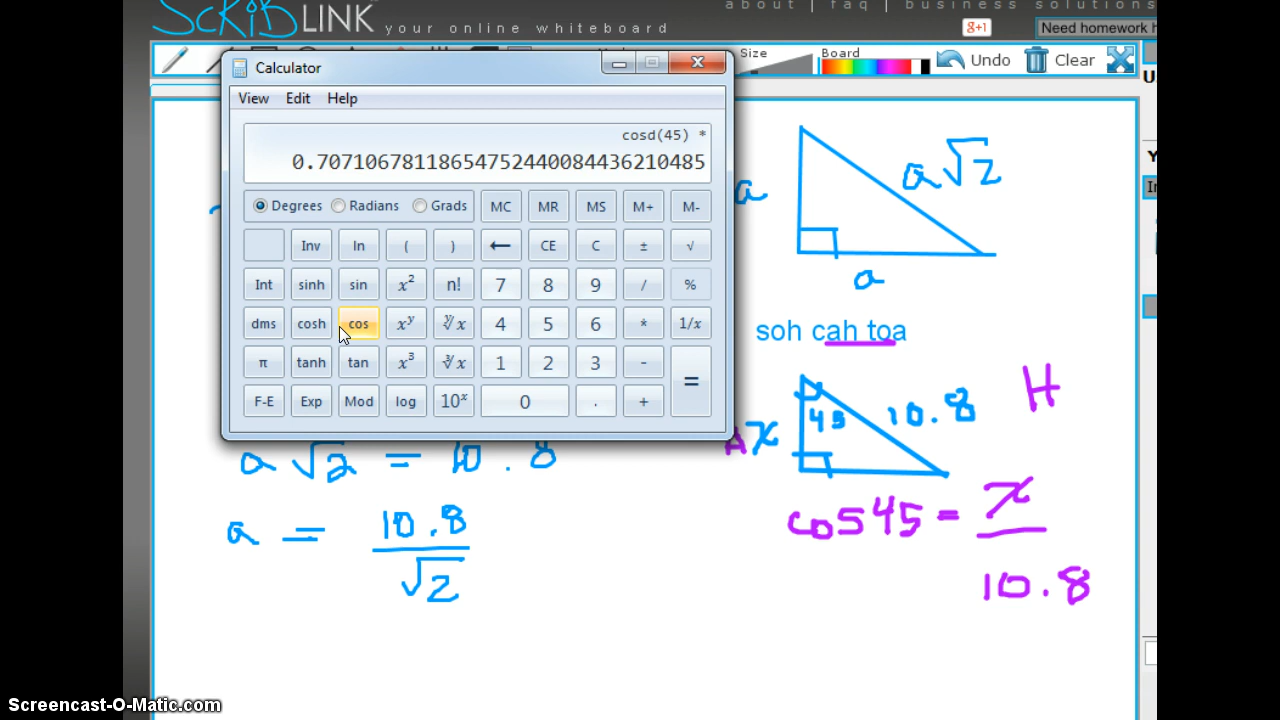 SCRIBLINK your online whiteboard
about | faq | business solutions
g+1
Need homework h
Size
Board
Undo
Clear
Calculator
View Edit Help
cosd(45) *
0.70710678118654752440084436210485
Degrees Radians Grads MC MR MS M+ M-
Inv ln ( ) ← CE C ± √
Int sinh sin x² n! 7 8 9 / %
dms cosh cos xʸ ʸ√x 4 5 6 * 1/x
π tanh tan x³ ³√x 1 2 3 - =
F-E Exp Mod log 10ˣ 0 . +
a
a√2
a
soh cah toa
H
45
10.8
A x
a √2 = 10.8
a = 10.8 / √2
cos45 = x / 10.8
Screencast-O-Matic.com